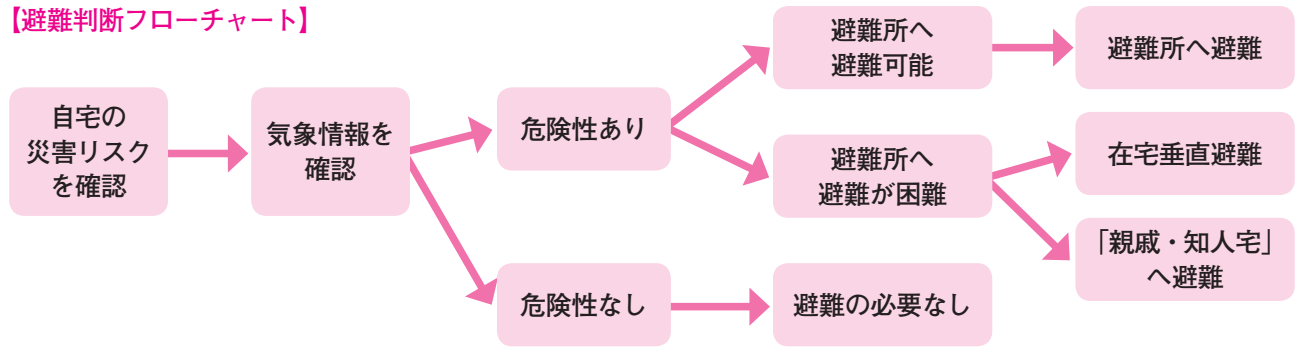 【避難判断フローチャート】
自宅の
災害リスク
を確認
気象情報を
確認
危険性あり
避難所へ
避難可能
避難所へ避難
避難所へ
避難が困難
在宅垂直避難
「親戚・知人宅」
へ避難
危険性なし
避難の必要なし